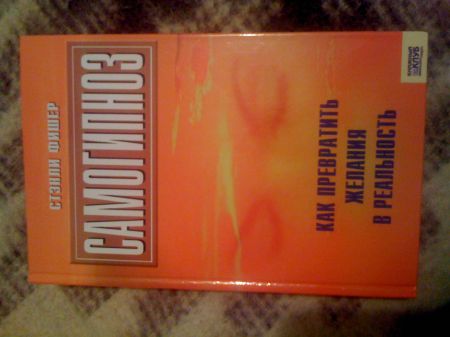 СТЭНЛИ ФИШЕР
САМОГИПНОЗ
КАК ПРЕВРАТИТЬ
ЖЕЛАНИЯ
В РЕАЛЬНОСТЬ